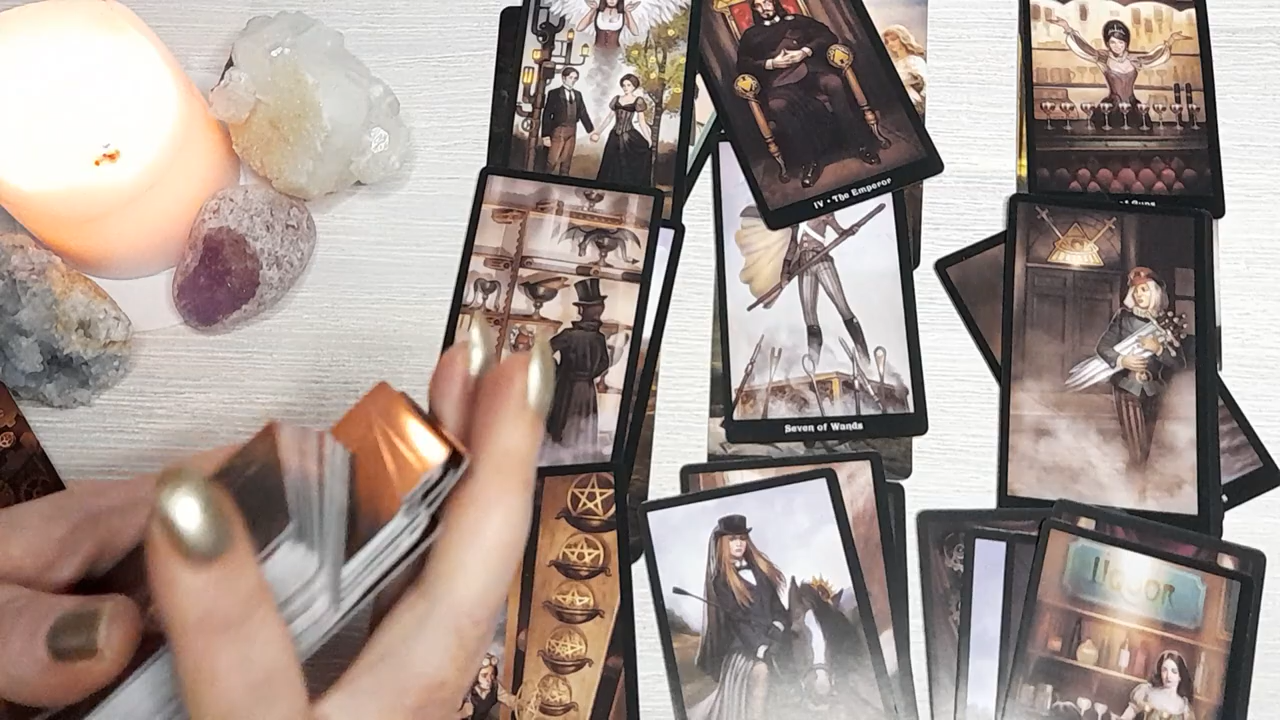 IV • The Emperor
Seven of Wands
LIQUOR